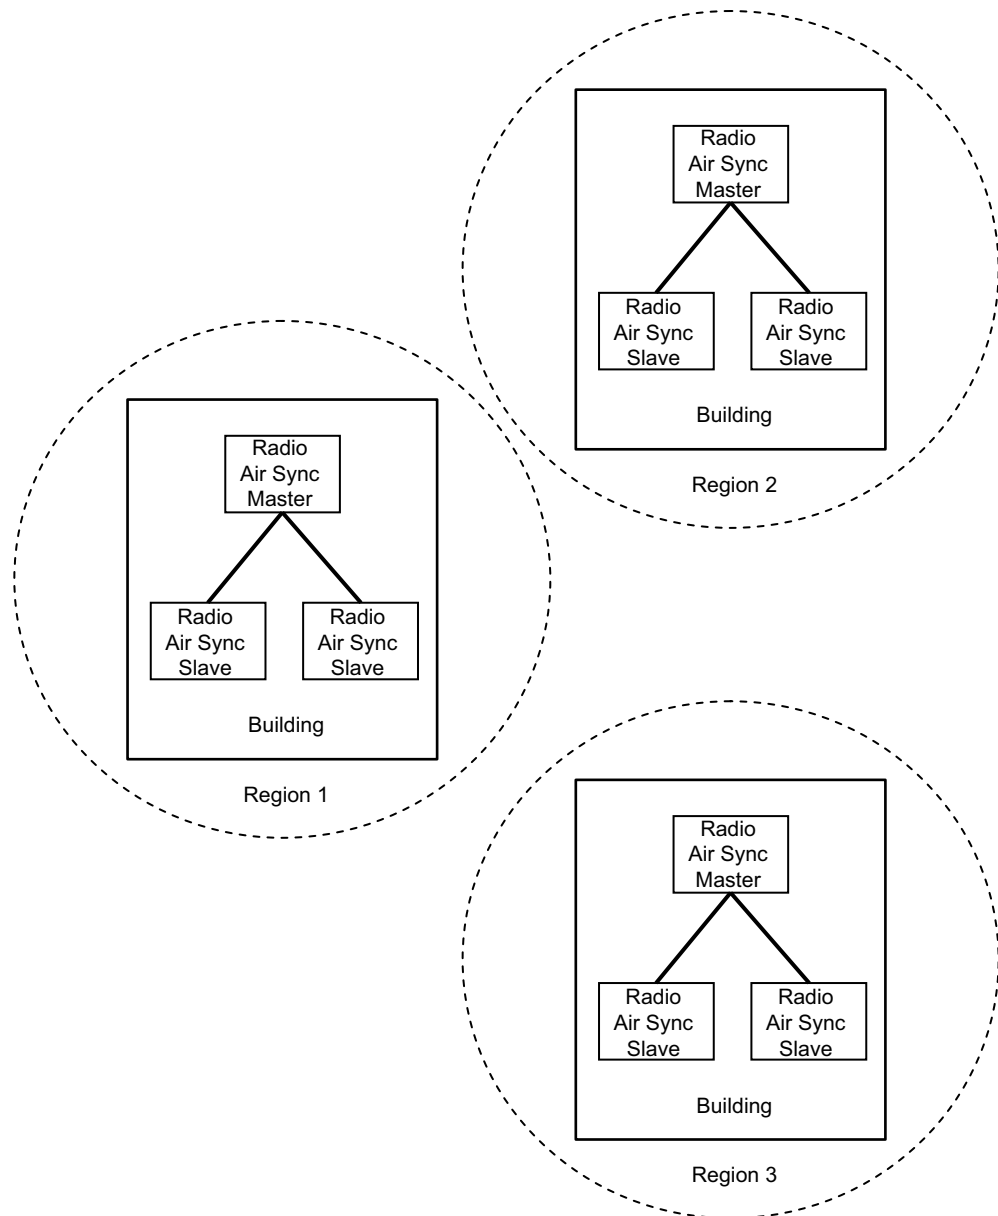 Radio
Air Sync
Master
Radio
Air Sync
Slave
Radio
Air Sync
Slave
Building
Region 2
Radio
Air Sync
Master
Radio
Air Sync
Slave
Radio
Air Sync
Slave
Building
Region 1
Radio
Air Sync
Master
Radio
Air Sync
Slave
Radio
Air Sync
Slave
Building
Region 3